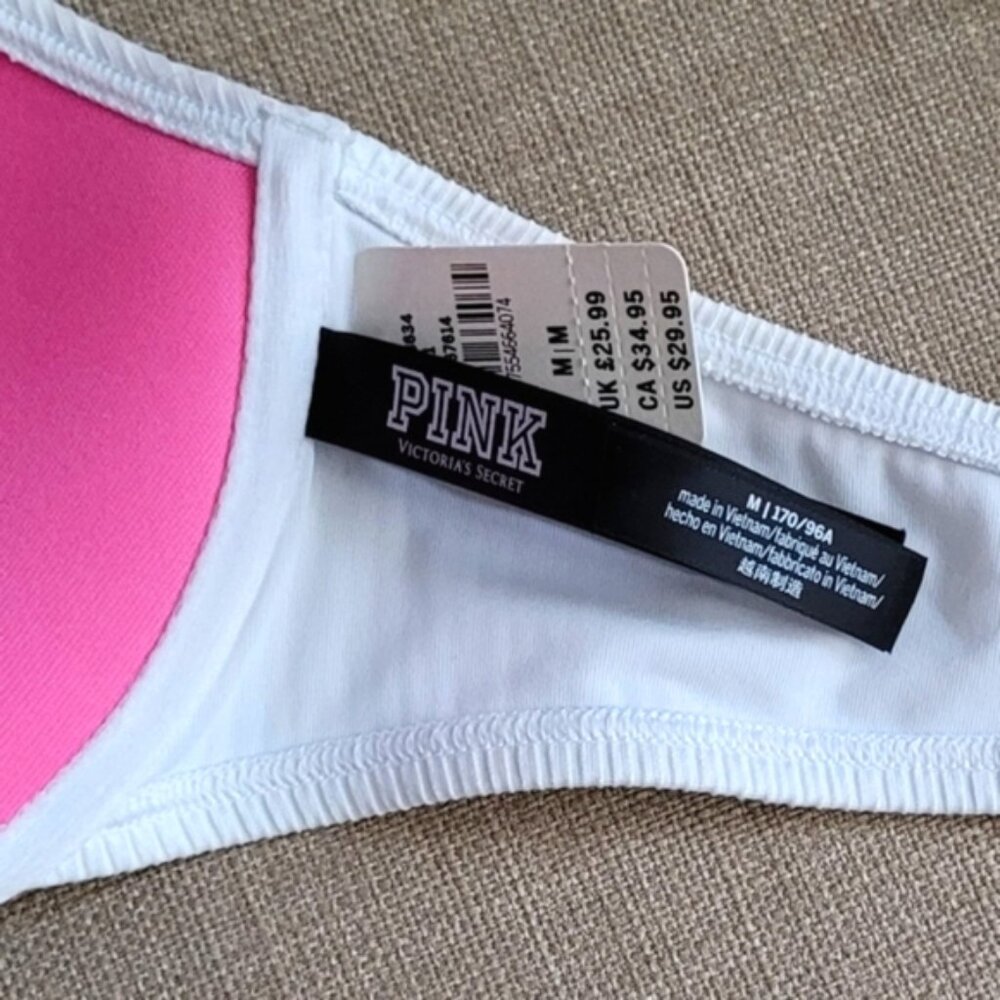 PINK
VICTORIA'S SECRET
M | 170/96A
made in Vietnam/fabriqué au Vietnam/
hecho en Vietnam/fabbricato in Vietnam/
越南制造
M | M
UK £25.99
CA $34.95
US $29.95